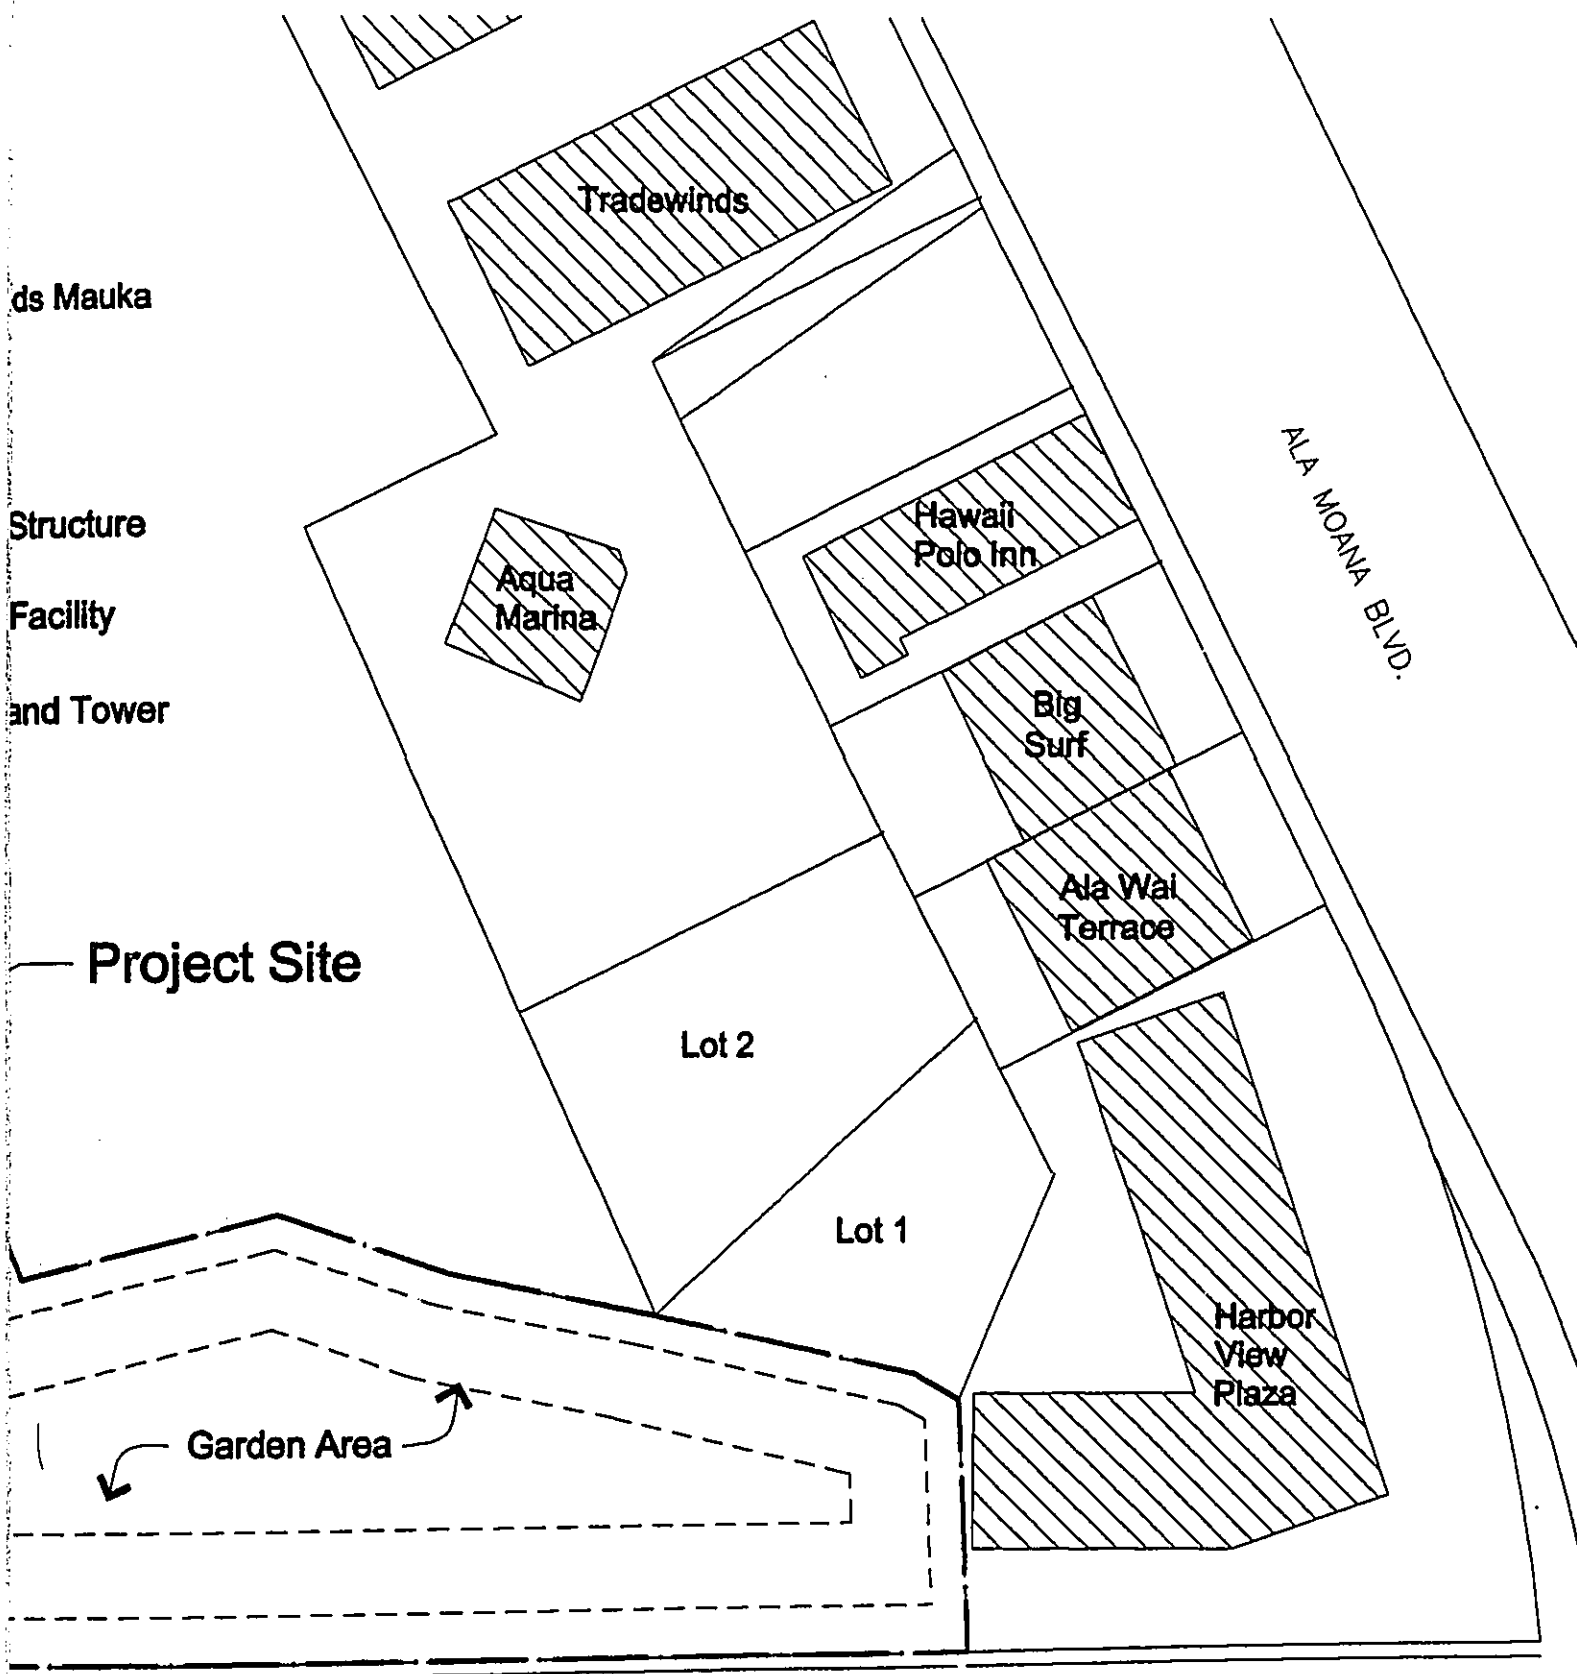 Tradewinds
ds Mauka
ALA MOANA BLVD.
Hawaii
Polo Inn
Structure
Aqua
Marina
Facility
Big
Surf
and Tower
Ala Wai
Terrace
Project Site
Lot 2
Lot 1
Harbor
View
Plaza
Garden Area